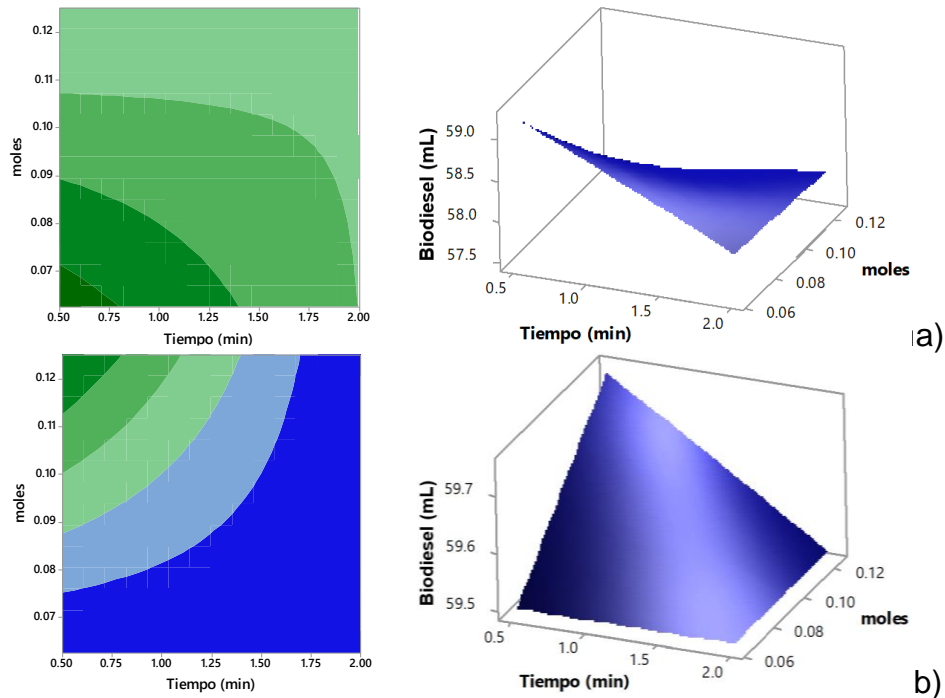 moles
0.12
0.11
0.10
0.09
0.08
0.07
0.50 0.75 1.00 1.25 1.50 1.75 2.00
Tiempo (min)
Biodiesel (mL)
59.0
58.5
58.0
57.5
0.5 1.0 1.5 2.0
Tiempo (min)
0.06 0.08 0.10 0.12
moles
a)
moles
0.12
0.11
0.10
0.09
0.08
0.07
0.50 0.75 1.00 1.25 1.50 1.75 2.00
Tiempo (min)
Biodiesel (mL)
59.7
59.6
59.5
0.5 1.0 1.5 2.0
Tiempo (min)
0.06 0.08 0.10 0.12
moles
b)